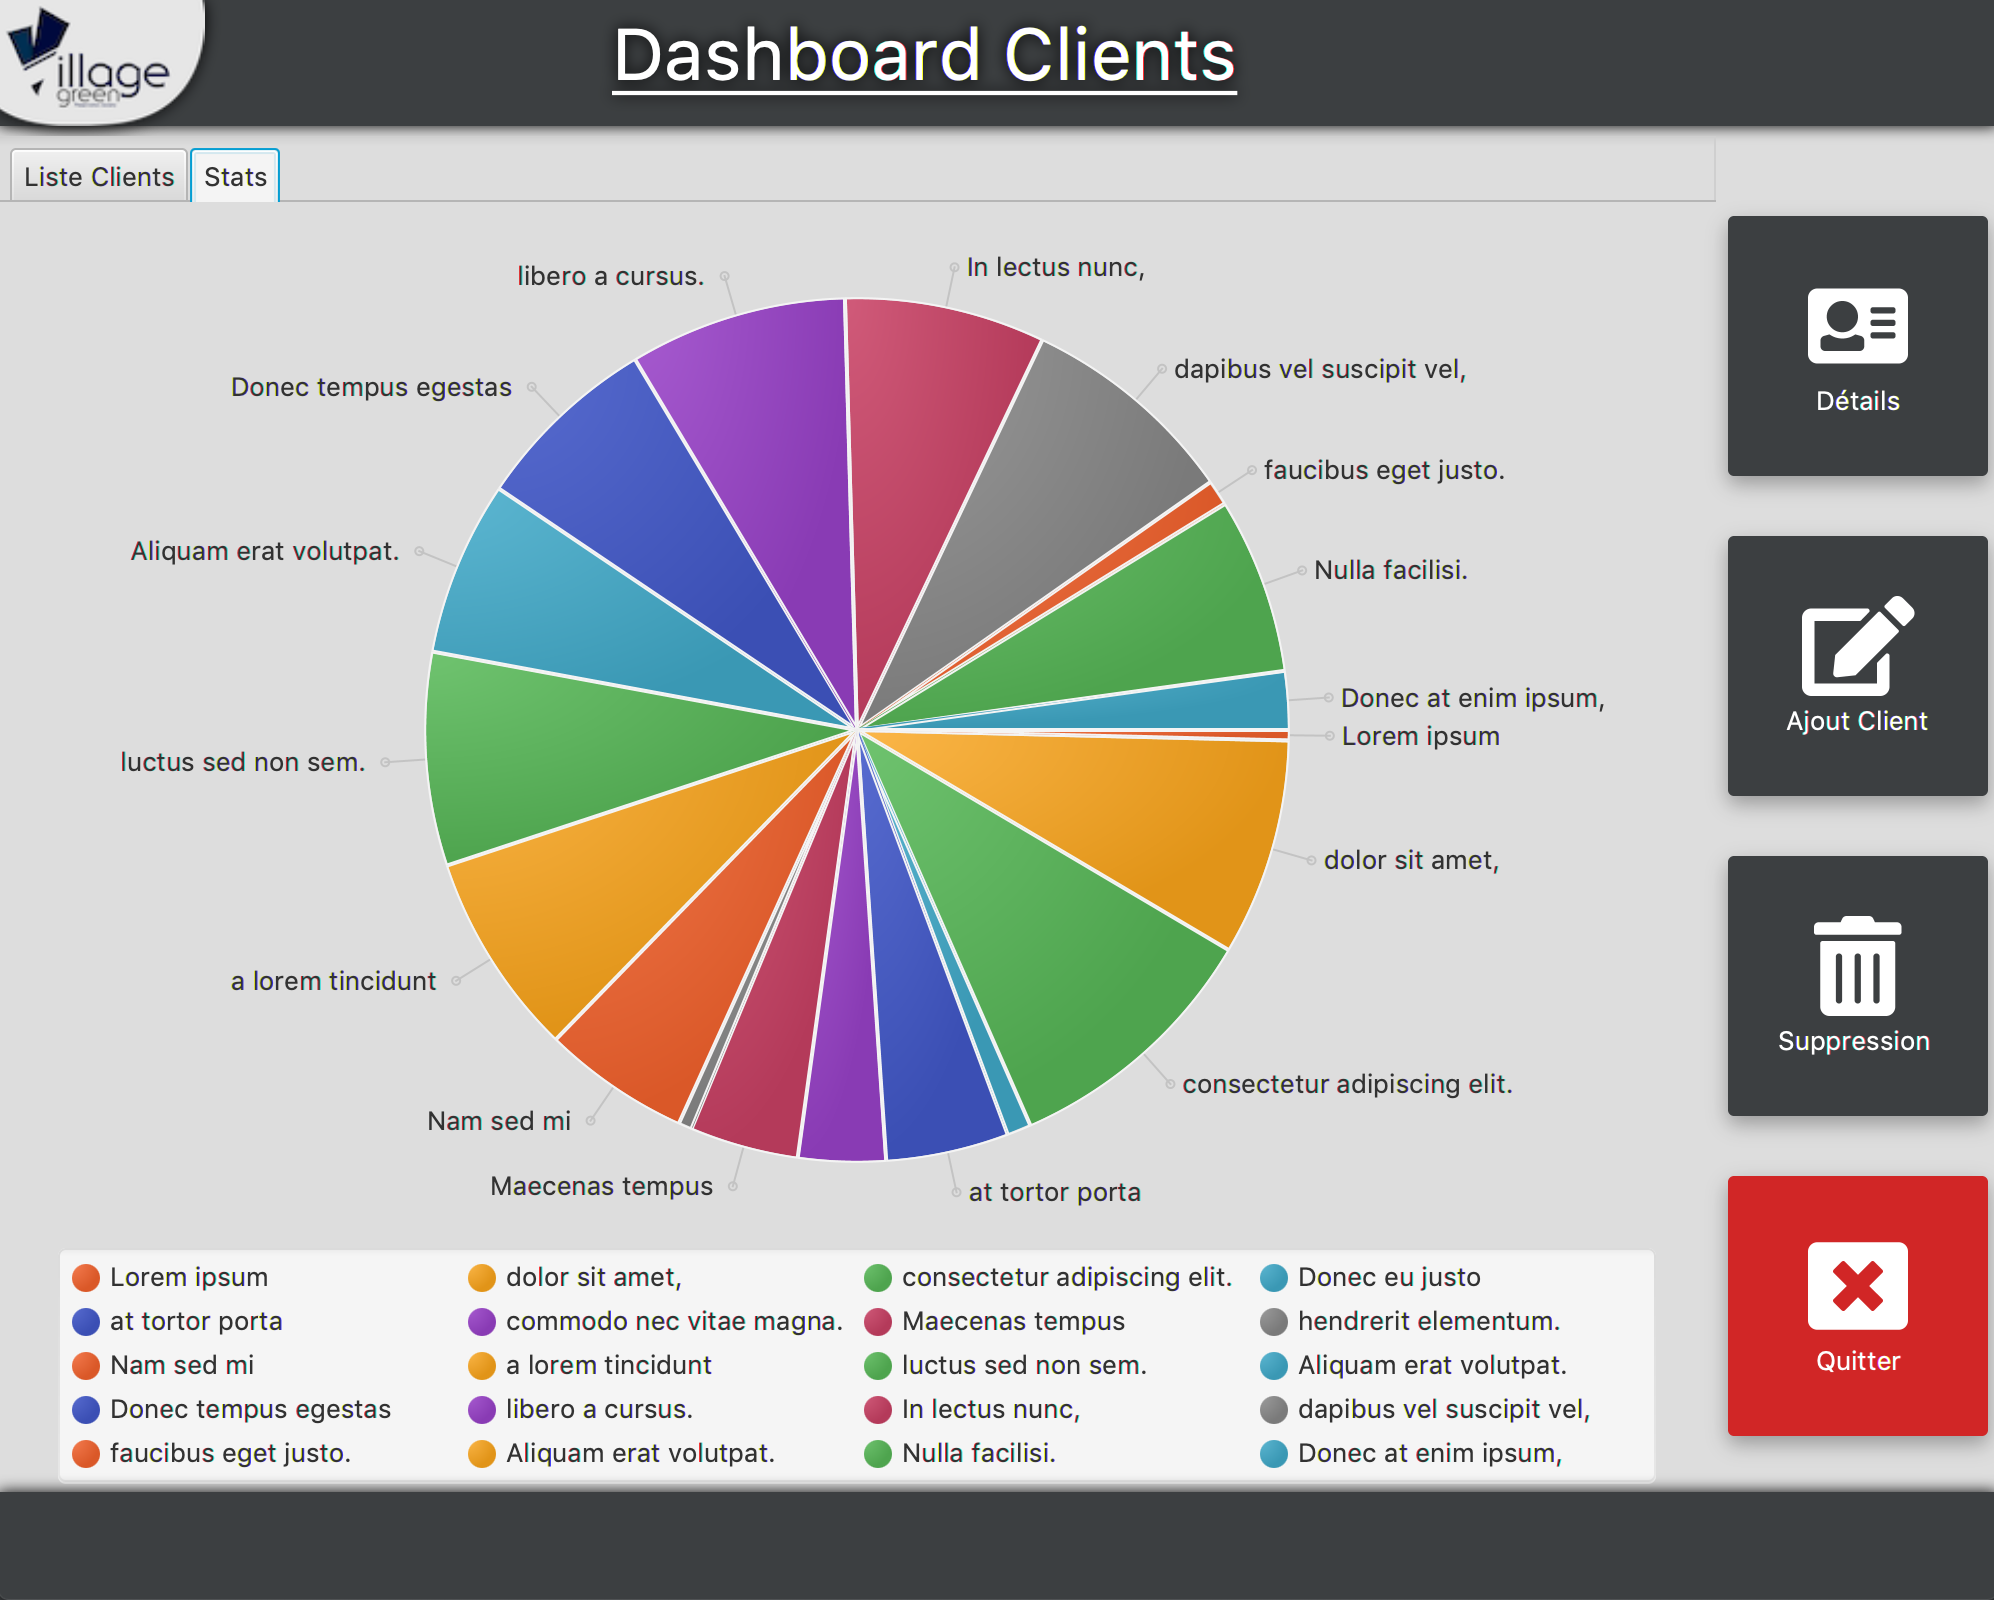 illage
green
Dashboard Clients
Liste Clients
Stats
libero a cursus.
In lectus nunc,
Donec tempus egestas
dapibus vel suscipit vel,
faucibus eget justo.
Aliquam erat volutpat.
Nulla facilisi.
Donec at enim ipsum,
Lorem ipsum
luctus sed non sem.
dolor sit amet,
a lorem tincidunt
consectetur adipiscing elit.
Nam sed mi
Maecenas tempus
at tortor porta
Lorem ipsum
dolor sit amet,
consectetur adipiscing elit.
Donec eu justo
at tortor porta
commodo nec vitae magna.
Maecenas tempus
hendrerit elementum.
Nam sed mi
a lorem tincidunt
luctus sed non sem.
Aliquam erat volutpat.
Donec tempus egestas
libero a cursus.
In lectus nunc,
dapibus vel suscipit vel,
faucibus eget justo.
Aliquam erat volutpat.
Nulla facilisi.
Donec at enim ipsum,
Détails
Ajout Client
Suppression
Quitter